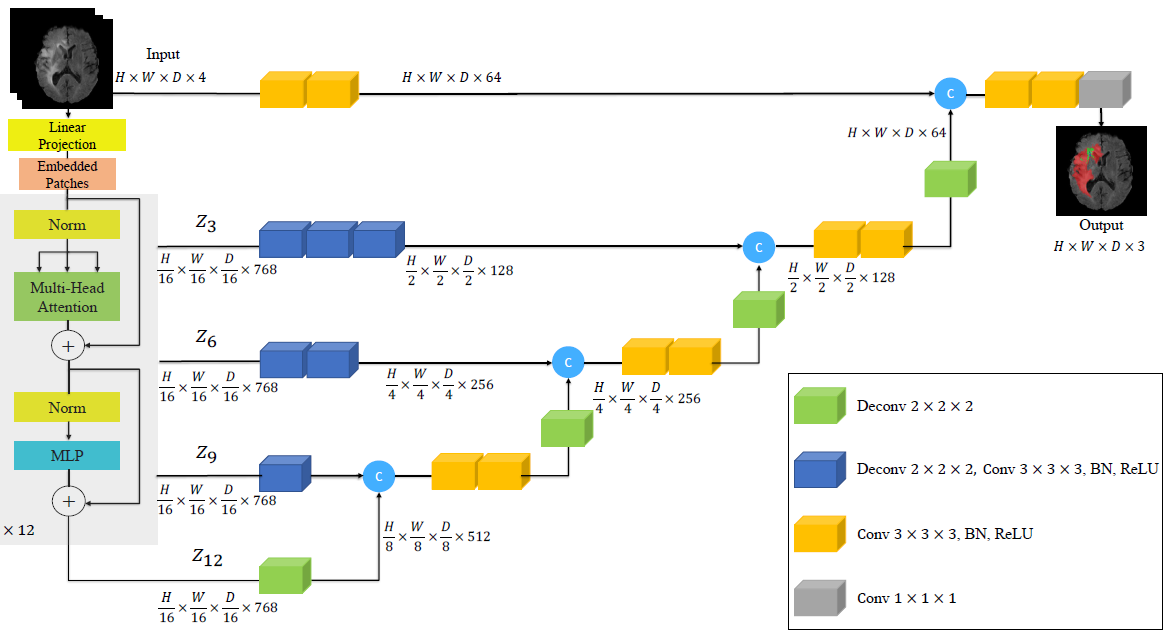 Input
H × W × D × 4
H × W × D × 64
C
Linear
Projection
H × W × D × 64
Embedded
Patches
Norm
Z₃
H/16 × W/16 × D/16 × 768
H/2 × W/2 × D/2 × 128
C
H/2 × W/2 × D/2 × 128
Output
H × W × D × 3
Multi-Head
Attention
+
Z₆
H/16 × W/16 × D/16 × 768
H/4 × W/4 × D/4 × 256
C
H/4 × W/4 × D/4 × 256
Norm
MLP
+
× 12
Z₉
H/16 × W/16 × D/16 × 768
C
H/8 × W/8 × D/8 × 512
Z₁₂
H/16 × W/16 × D/16 × 768
Deconv 2 × 2 × 2
Deconv 2 × 2 × 2, Conv 3 × 3 × 3, BN, ReLU
Conv 3 × 3 × 3, BN, ReLU
Conv 1 × 1 × 1